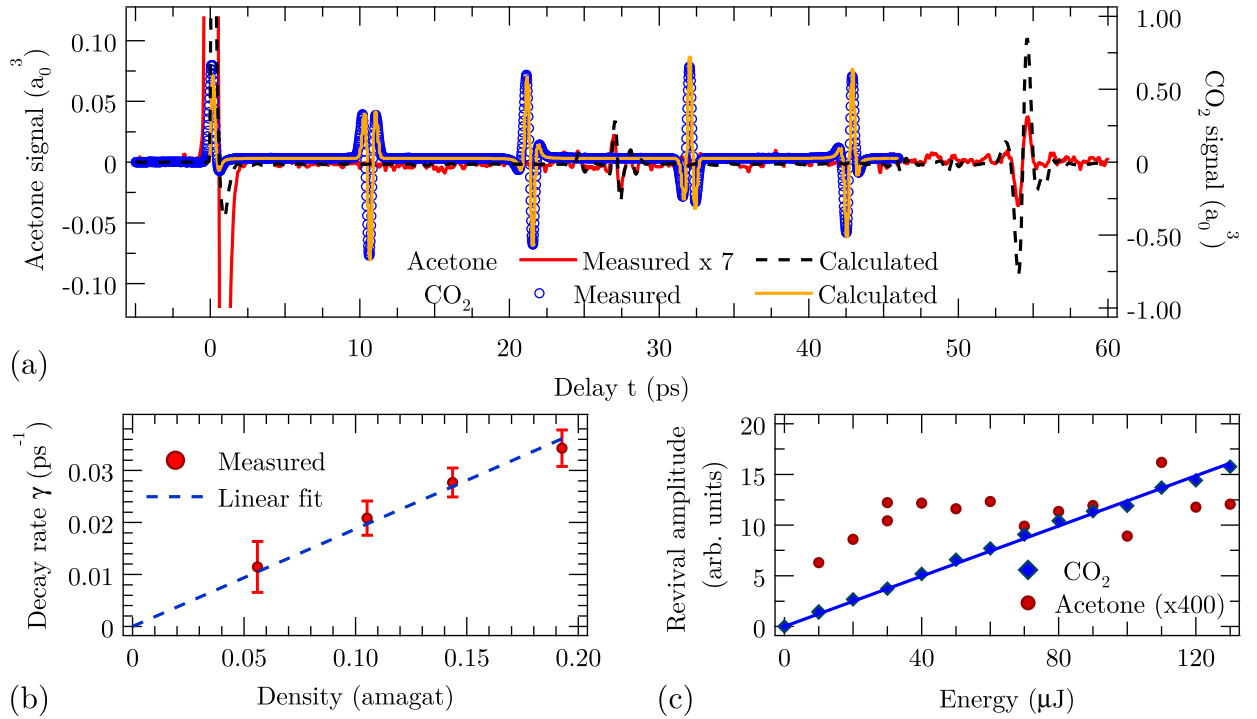 Acetone signal (a₀³)
0.10
0.05
0
-0.05
-0.10
1.00
0.50
0
-0.50
-1.00
CO₂ signal (a₀³)
Acetone Measured x 7 Calculated
CO₂ Measured Calculated
0 10 20 30 40 50 60
Delay t (ps)
(a)
Decay rate γ (ps⁻¹)
0.03
0.02
0.01
0
Measured
Linear fit
0 0.05 0.10 0.15 0.20
Density (amagat)
(b)
Revival amplitude
(arb. units)
20
15
10
5
0
CO₂
Acetone (x400)
0 40 80 120
Energy (μJ)
(c)